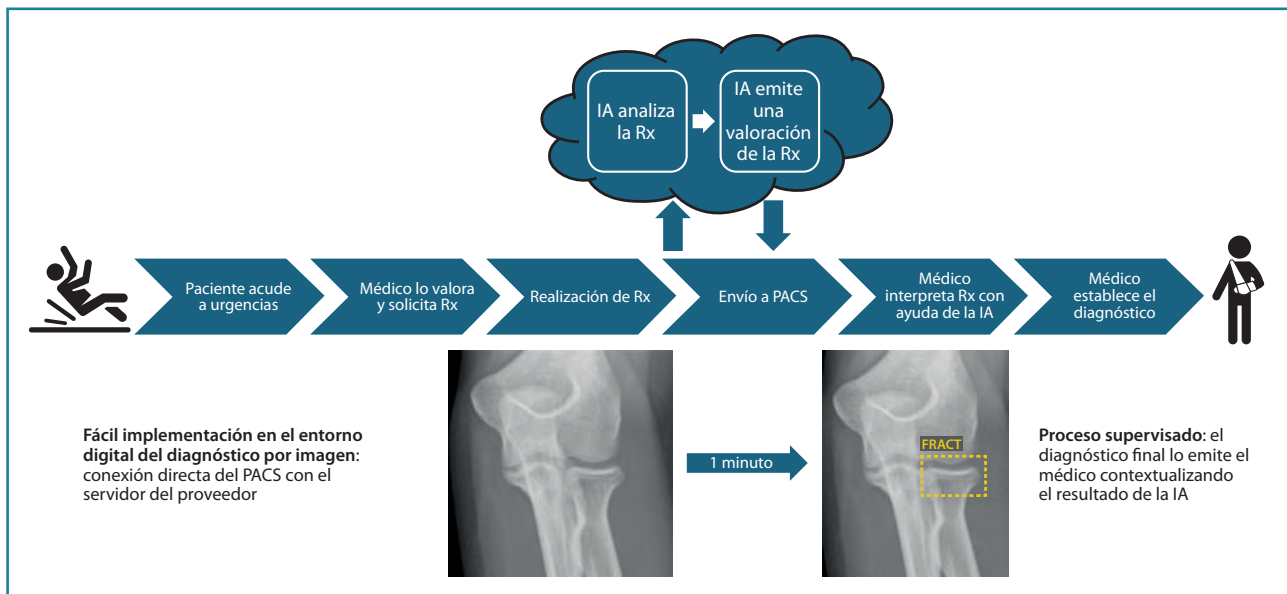 IA analiza
la Rx
IA emite
una
valoración
de la Rx
Paciente acude
a urgencias
Médico lo valora
y solicita Rx
Realización de Rx
Envío a PACS
Médico
interpreta Rx con
ayuda de la IA
Médico
establece el
diagnóstico
Fácil implementación en el entorno
digital del diagnóstico por imagen:
conexión directa del PACS con el
servidor del proveedor
1 minuto
FRACT
Proceso supervisado: el
diagnóstico final lo emite el
médico contextualizando
el resultado de la IA